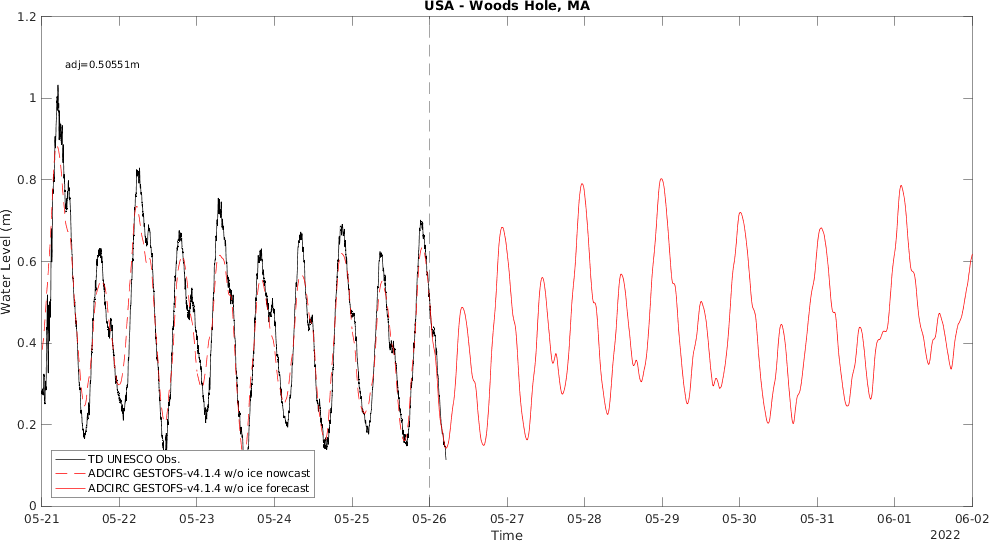 USA - Woods Hole, MA
1.2
adj=0.50551m
1
0.8
0.6
0.4
0.2
0
Water Level (m)
TD UNESCO Obs.
ADCIRC GESTOFS-v4.1.4 w/o ice nowcast
ADCIRC GESTOFS-v4.1.4 w/o ice forecast
05-21 05-22 05-23 05-24 05-25 05-26 05-27 05-28 05-29 05-30 05-31 06-01 06-02
Time
2022